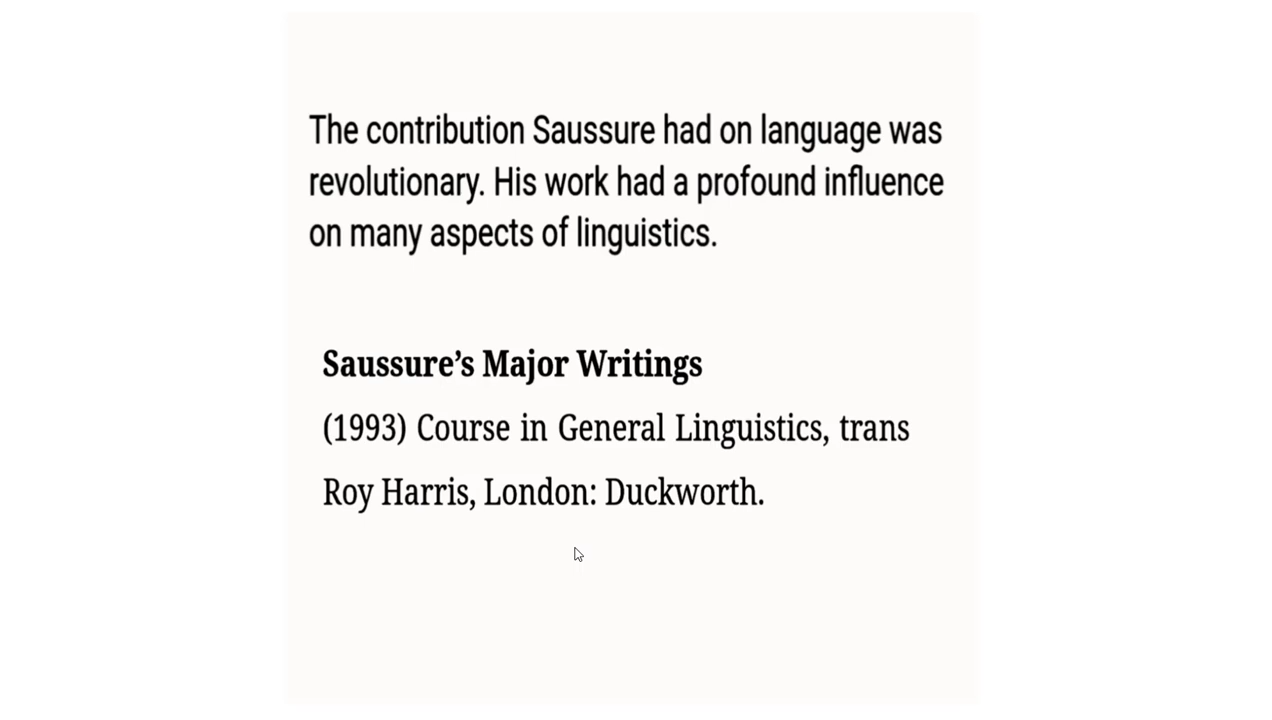 The contribution Saussure had on language was
revolutionary. His work had a profound influence
on many aspects of linguistics.
Saussure’s Major Writings
(1993) Course in General Linguistics, trans
Roy Harris, London: Duckworth.